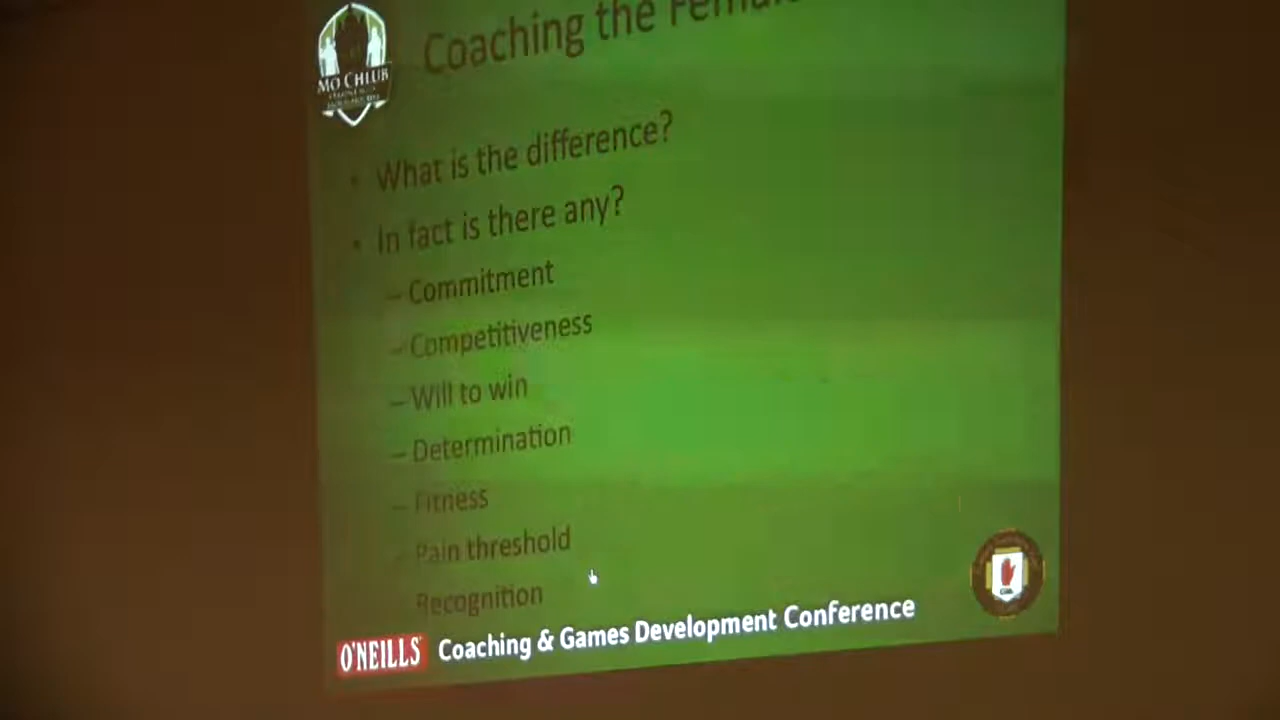 MO CHLUB
Coaching the Female
• What is the difference?
• In fact is there any?
– Commitment
– Competitiveness
– Will to win
– Determination
– Fitness
– Pain threshold
Recognition
O'NEILLS Coaching & Games Development Conference